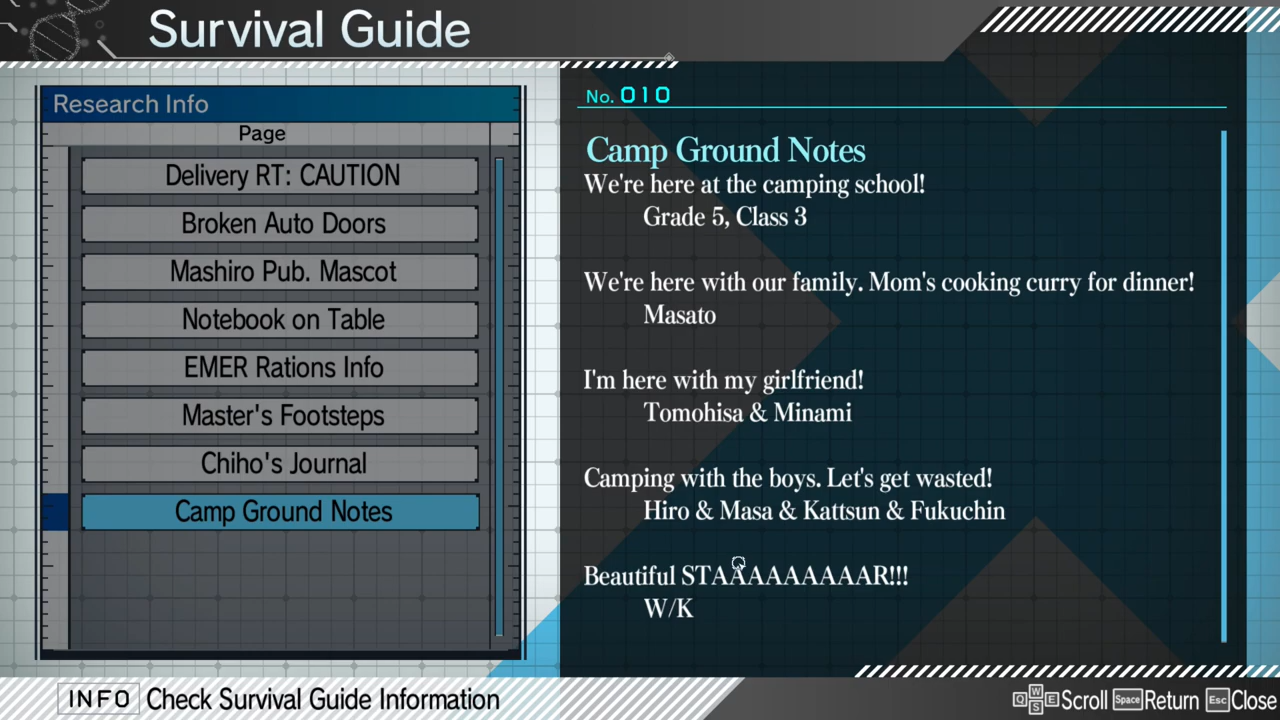 Survival Guide
Research Info
Page
Delivery RT: CAUTION
Broken Auto Doors
Mashiro Pub. Mascot
Notebook on Table
EMER Rations Info
Master's Footsteps
Chiho's Journal
Camp Ground Notes
No. 010
Camp Ground Notes
We're here at the camping school!
Grade 5, Class 3
We're here with our family. Mom's cooking curry for dinner!
Masato
I'm here with my girlfriend!
Tomohisa & Minami
Camping with the boys. Let's get wasted!
Hiro & Masa & Kattsun & Fukuchin
Beautiful STAAAAAAAAAR!!!
W/K
INFO Check Survival Guide Information
Q W S E Scroll Space Return Esc Close